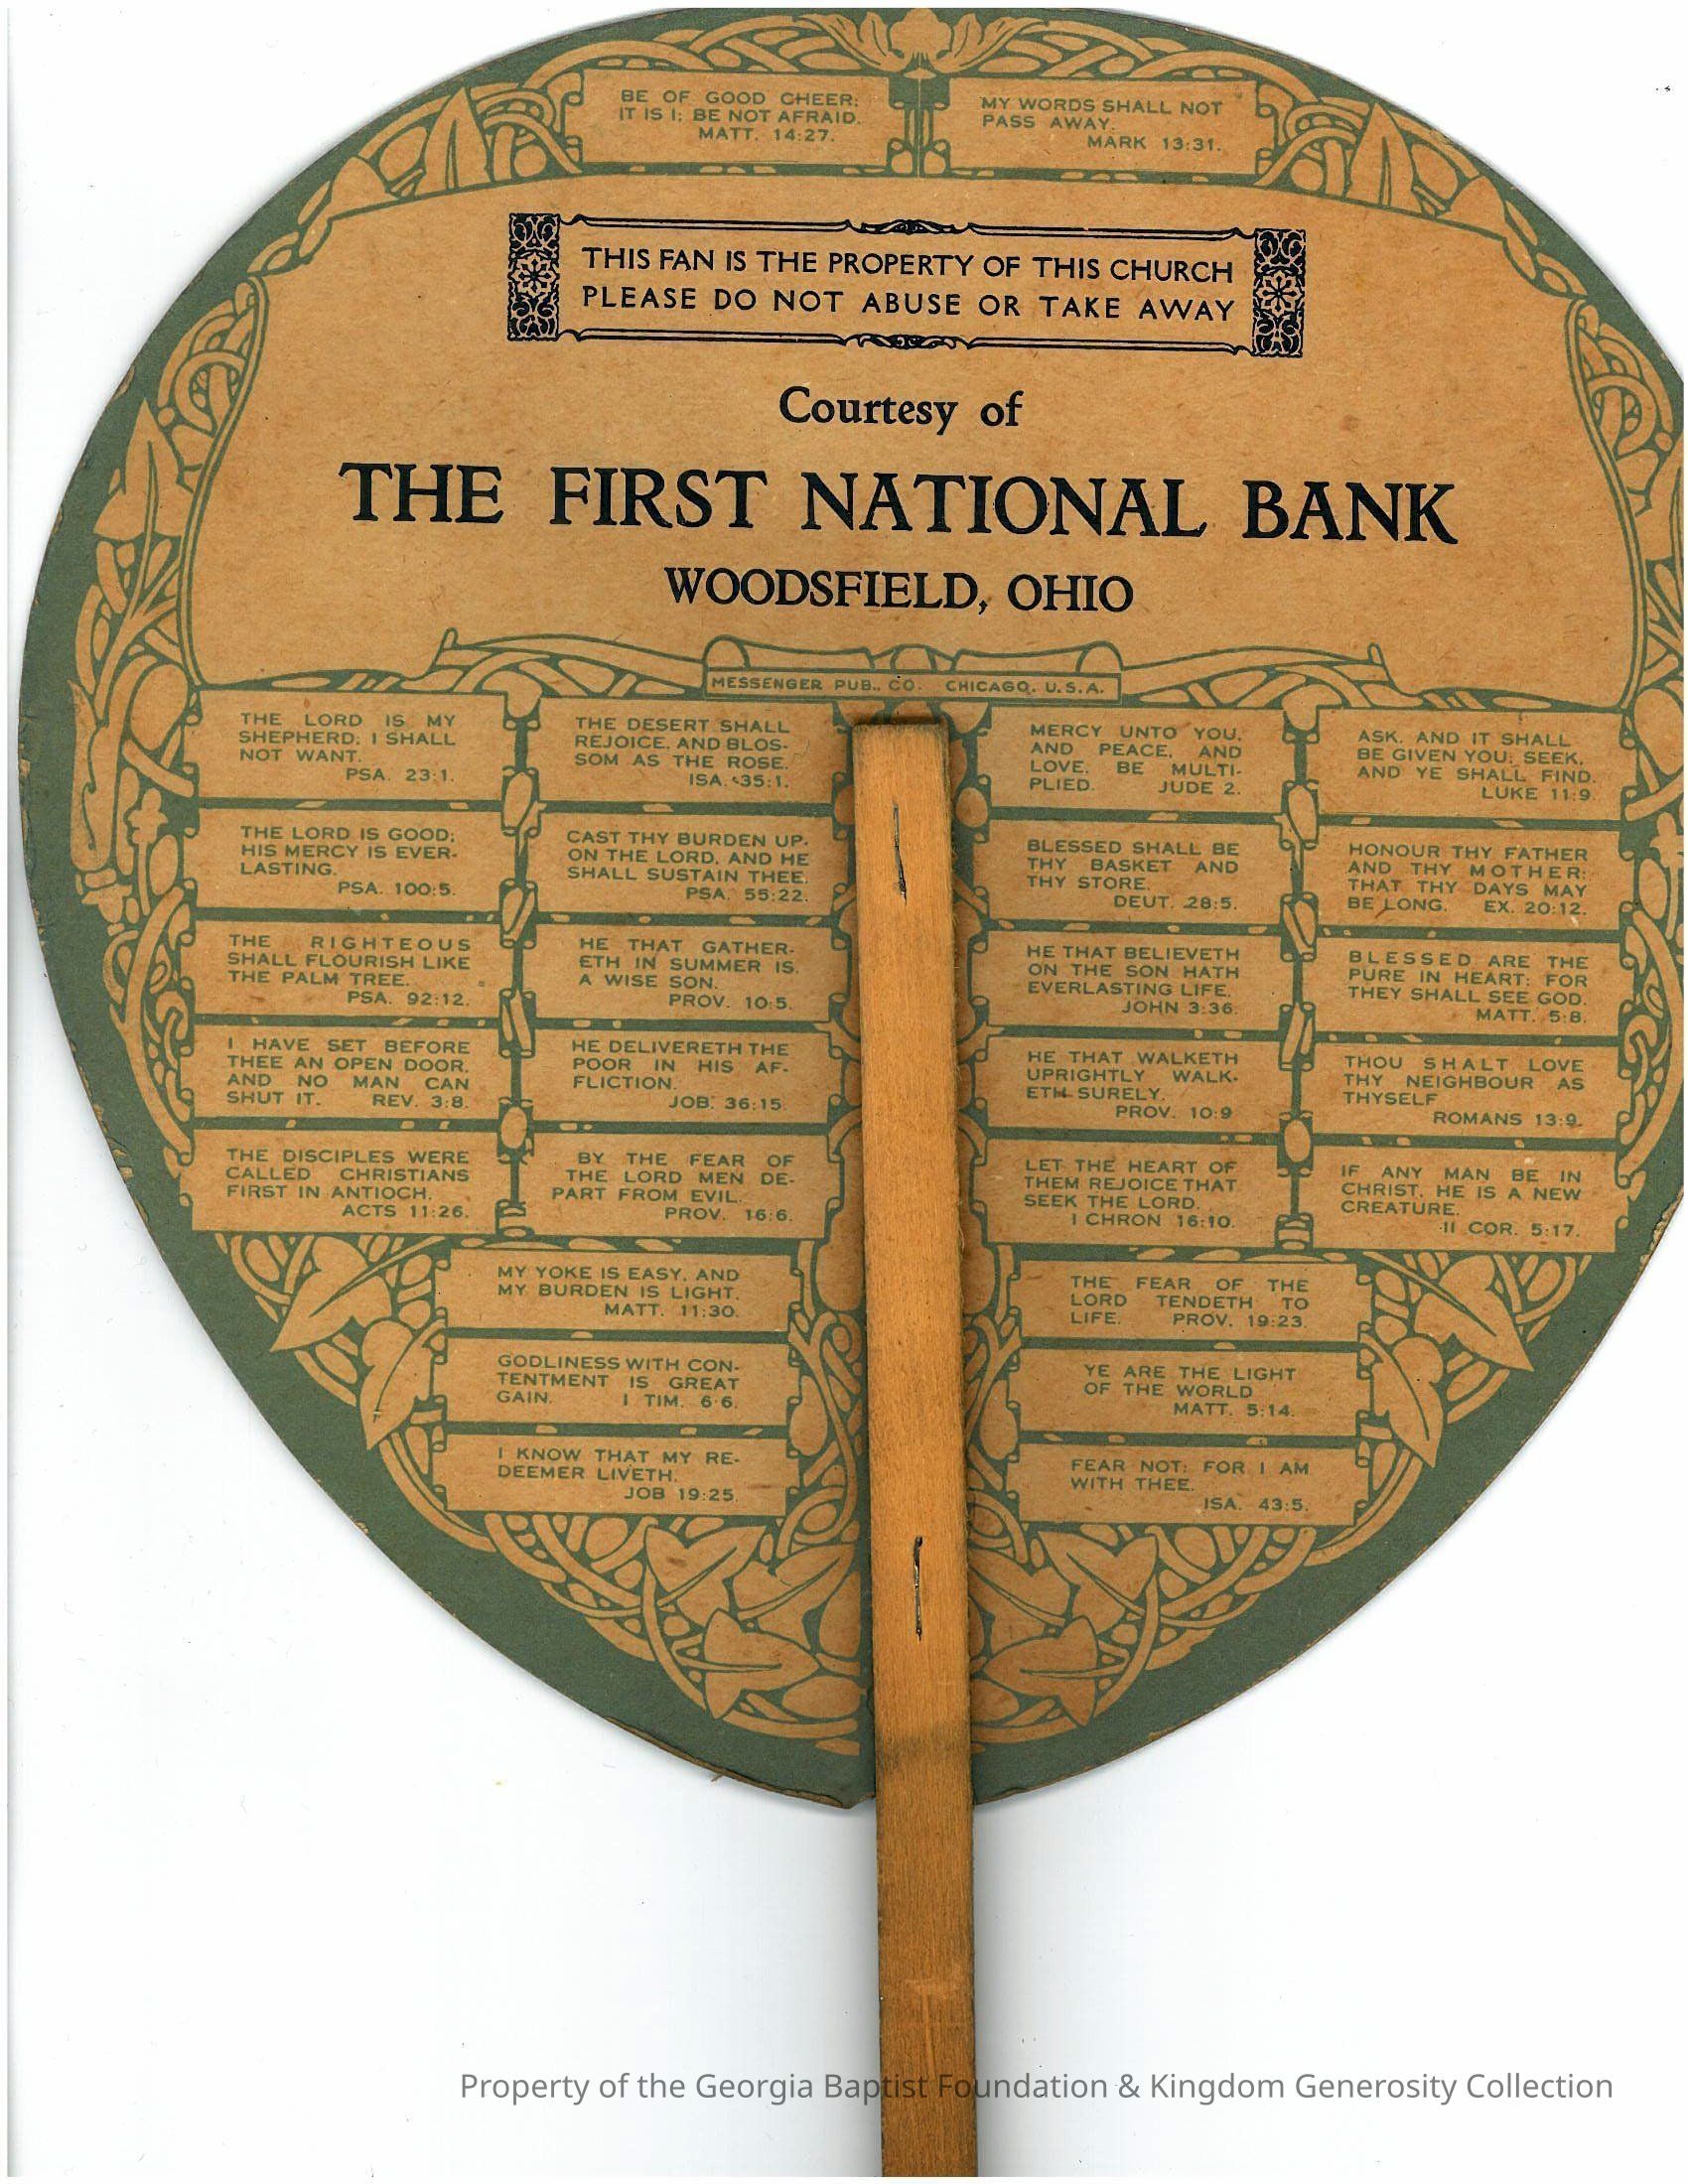 BE OF GOOD CHEER:
IT IS I; BE NOT AFRAID.
MATT. 14:27.
MY WORDS SHALL NOT
PASS AWAY.
MARK 13:31.
THIS FAN IS THE PROPERTY OF THIS CHURCH
PLEASE DO NOT ABUSE OR TAKE AWAY
Courtesy of
THE FIRST NATIONAL BANK
WOODSFIELD, OHIO
MESSENGER PUB., CO. CHICAGO, U.S.A.
THE LORD IS MY
SHEPHERD; I SHALL
NOT WANT.
PSA. 23:1.
THE LORD IS GOOD;
HIS MERCY IS EVER-
LASTING.
PSA. 100:5.
THE RIGHTEOUS
SHALL FLOURISH LIKE
THE PALM TREE.
PSA. 92:12.
I HAVE SET BEFORE
THEE AN OPEN DOOR,
AND NO MAN CAN
SHUT IT. REV. 3:8.
THE DISCIPLES WERE
CALLED CHRISTIANS
FIRST IN ANTIOCH.
ACTS 11:26.
THE DESERT SHALL
REJOICE, AND BLOS-
SOM AS THE ROSE.
ISA. 35:1.
CAST THY BURDEN UP-
ON THE LORD, AND HE
SHALL SUSTAIN THEE.
PSA. 55:22.
HE THAT GATHER-
ETH IN SUMMER IS
A WISE SON.
PROV. 10:5.
HE DELIVERETH THE
POOR IN HIS AF-
FLICTION.
JOB. 36:15.
BY THE FEAR OF
THE LORD MEN DE-
PART FROM EVIL.
PROV. 16:6.
MERCY UNTO YOU,
AND PEACE, AND
LOVE, BE MULTI-
PLIED. JUDE 2.
BLESSED SHALL BE
THY BASKET AND
THY STORE.
DEUT. 28:5.
HE THAT BELIEVETH
ON THE SON HATH
EVERLASTING LIFE.
JOHN 3:36.
HE THAT WALKETH
UPRIGHTLY WALK-
ETH SURELY.
PROV. 10:9
LET THE HEART OF
THEM REJOICE THAT
SEEK THE LORD.
I CHRON 16:10.
ASK, AND IT SHALL
BE GIVEN YOU; SEEK,
AND YE SHALL FIND.
LUKE 11:9.
HONOUR THY FATHER
AND THY MOTHER:
THAT THY DAYS MAY
BE LONG. EX. 20:12.
BLESSED ARE THE
PURE IN HEART: FOR
THEY SHALL SEE GOD.
MATT. 5:8.
THOU SHALT LOVE
THY NEIGHBOUR AS
THYSELF
ROMANS 13:9.
IF ANY MAN BE IN
CHRIST, HE IS A NEW
CREATURE.
II COR. 5:17.
MY YOKE IS EASY, AND
MY BURDEN IS LIGHT.
MATT. 11:30.
GODLINESS WITH CON-
TENTMENT IS GREAT
GAIN. I TIM. 6:6.
I KNOW THAT MY RE-
DEEMER LIVETH.
JOB 19:25.
THE FEAR OF THE
LORD TENDETH TO
LIFE. PROV. 19:23.
YE ARE THE LIGHT
OF THE WORLD
MATT. 5:14.
FEAR NOT; FOR I AM
WITH THEE.
ISA. 43:5.
Property of the Georgia Baptist Foundation & Kingdom Generosity Collection